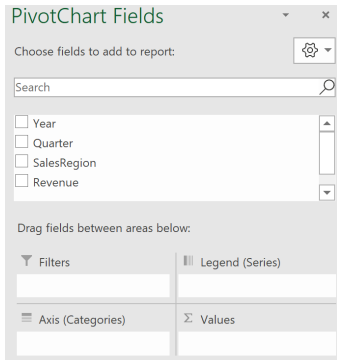 PivotChart Fields
Choose fields to add to report:
Search
Year
Quarter
SalesRegion
Revenue
Drag fields between areas below:
Filters
Legend (Series)
Axis (Categories)
Σ Values